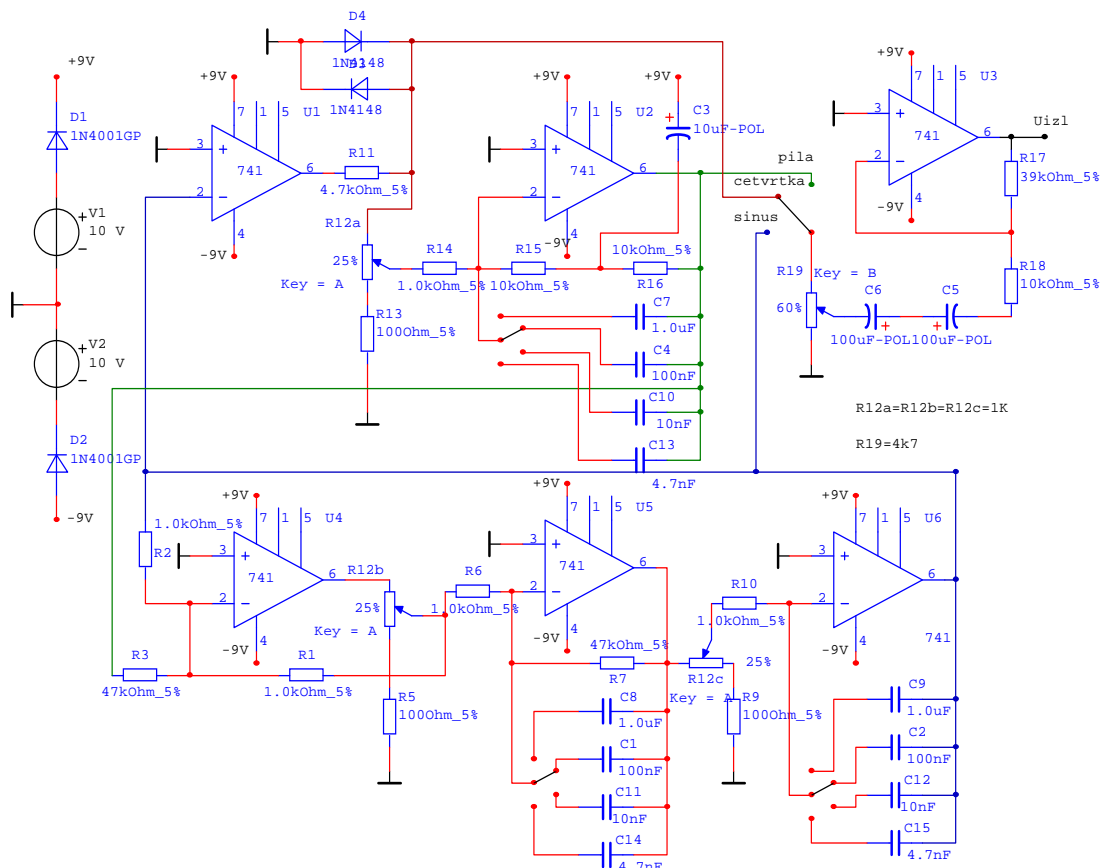 D4
1N4148
D3
1N4148
+9V
D1
1N4001GP
V1
10 V
V2
10 V
D2
1N4001GP
-9V
+9V
7
1
5
U1
3
741
6
2
4
-9V
R11
4.7kOhm_5%
R12a
25%
Key = A
R13
100Ohm_5%
R14
1.0kOhm_5%
+9V
7
1
5
U2
3
741
6
2
4
-9V
+9V
C3
10uF-POL
R15
10kOhm_5%
10kOhm_5%
R16
C7
1.0uF
C4
100nF
C10
10nF
C13
4.7nF
pila
cetvrtka
sinus
+9V
7
1
5
U3
3
741
6
2
4
-9V
Uizl
R17
39kOhm_5%
R18
10kOhm_5%
R19
Key = B
60%
C6
100uF-POL
C5
100uF-POL
R12a=R12b=R12c=1K
R19=4k7
1.0kOhm_5%
R2
+9V
7
1
5
U4
3
741
6
2
4
-9V
R3
47kOhm_5%
R1
1.0kOhm_5%
R12b
25%
Key = A
R5
100Ohm_5%
R6
1.0kOhm_5%
+9V
7
1
5
U5
3
741
6
2
4
-9V
47kOhm_5%
R7
C8
1.0uF
C1
100nF
C11
10nF
C14
4.7nF
R10
1.0kOhm_5%
25%
R12c
Key = A
R9
100Ohm_5%
+9V
7
1
5
U6
3
6
2
4
-9V
741
C9
1.0uF
C2
100nF
C12
10nF
C15
4.7nF